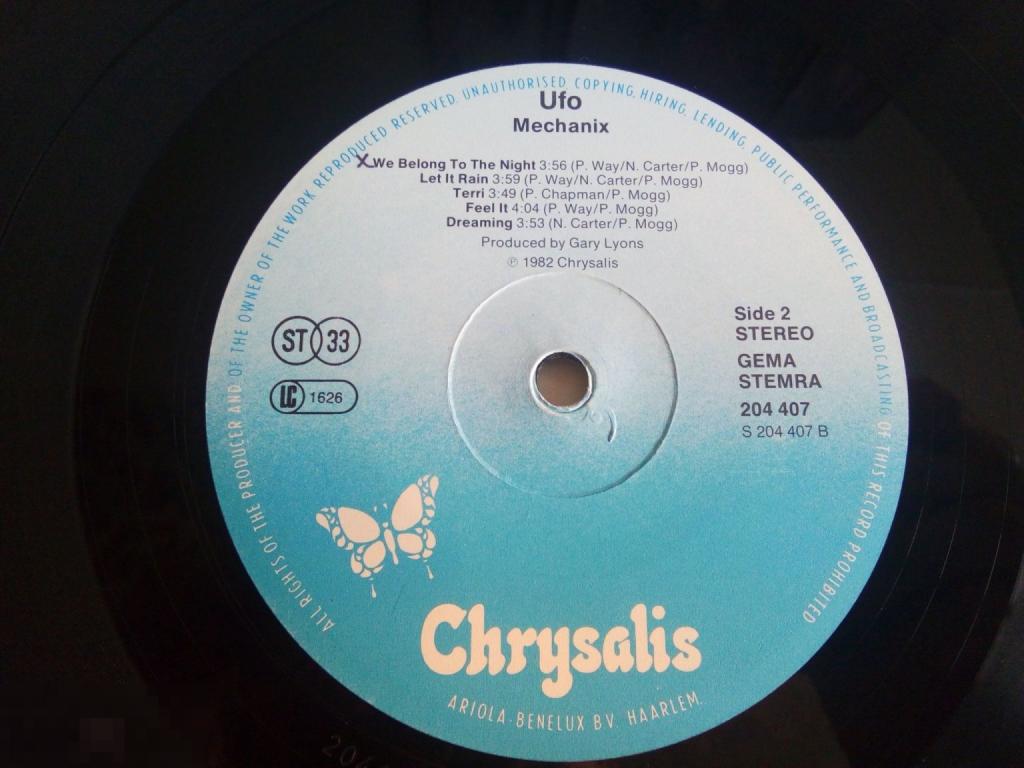 Ufo
Mechanix
X We Belong To The Night 3:56 (P. Way/N. Carter/P. Mogg)
Let It Rain 3:59 (P. Way/N. Carter/P. Mogg)
Terri 3:49 (P. Chapman/P. Mogg)
Feel It 4:04 (P. Way/P. Mogg)
Dreaming 3:53 (N. Carter/P. Mogg)
Produced by Gary Lyons
℗ 1982 Chrysalis
ST 33
LC 1626
Side 2
STEREO
GEMA
STEMRA
204 407
S 204 407 B
Chrysalis
ARIOLA-BENELUX B.V. HAARLEM.
ALL RIGHTS OF THE PRODUCER AND OF THE OWNER OF THE WORK REPRODUCED RESERVED. UNAUTHORISED COPYING, HIRING, LENDING, PUBLIC PERFORMANCE AND BROADCASTING OF THIS RECORD PROHIBITED